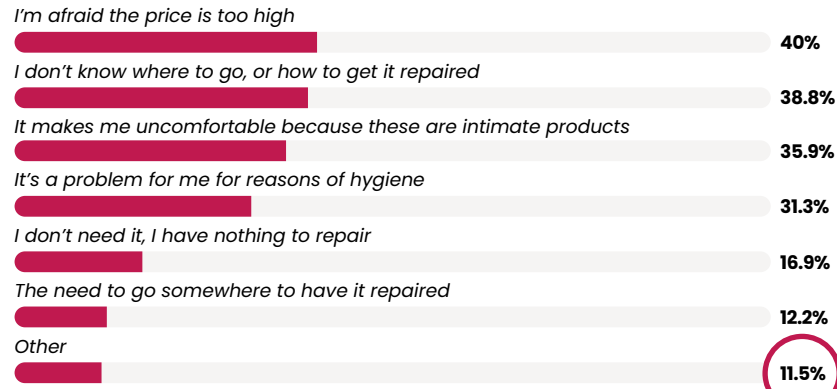 I'm afraid the price is too high
40%
I don't know where to go, or how to get it repaired
38.8%
It makes me uncomfortable because these are intimate products
35.9%
It's a problem for me for reasons of hygiene
31.3%
I don't need it, I have nothing to repair
16.9%
The need to go somewhere to have it repaired
12.2%
Other
11.5%